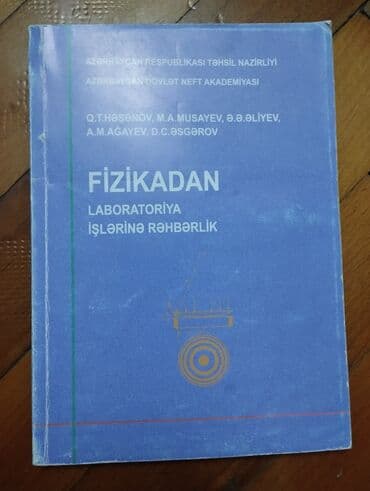 AZƏRBAYCAN RESPUBLİKASI TƏHSİL NAZİRLİYİ
AZƏRBAYCAN DÖVLƏT NEFT AKADEMİYASI
Q.T.HƏSƏNOV, M.A.MUSAYEV, Ə.Ə.ƏLİYEV,
A.M.AĞAYEV, D.C.ƏSGƏROV
FİZİKADAN
LABORATORİYA
İŞLƏRİNƏ RƏHBƏRLİK